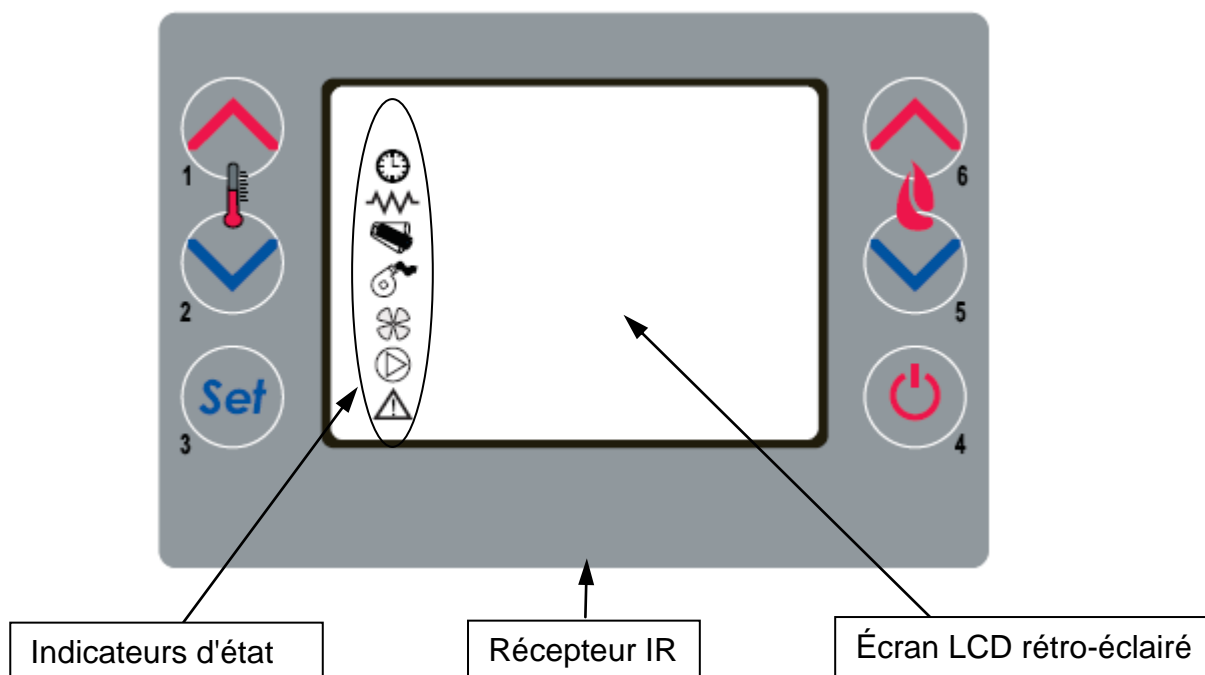 1
6
2
5
Set
3
4
Indicateurs d'état
Récepteur IR
Écran LCD rétro-éclairé